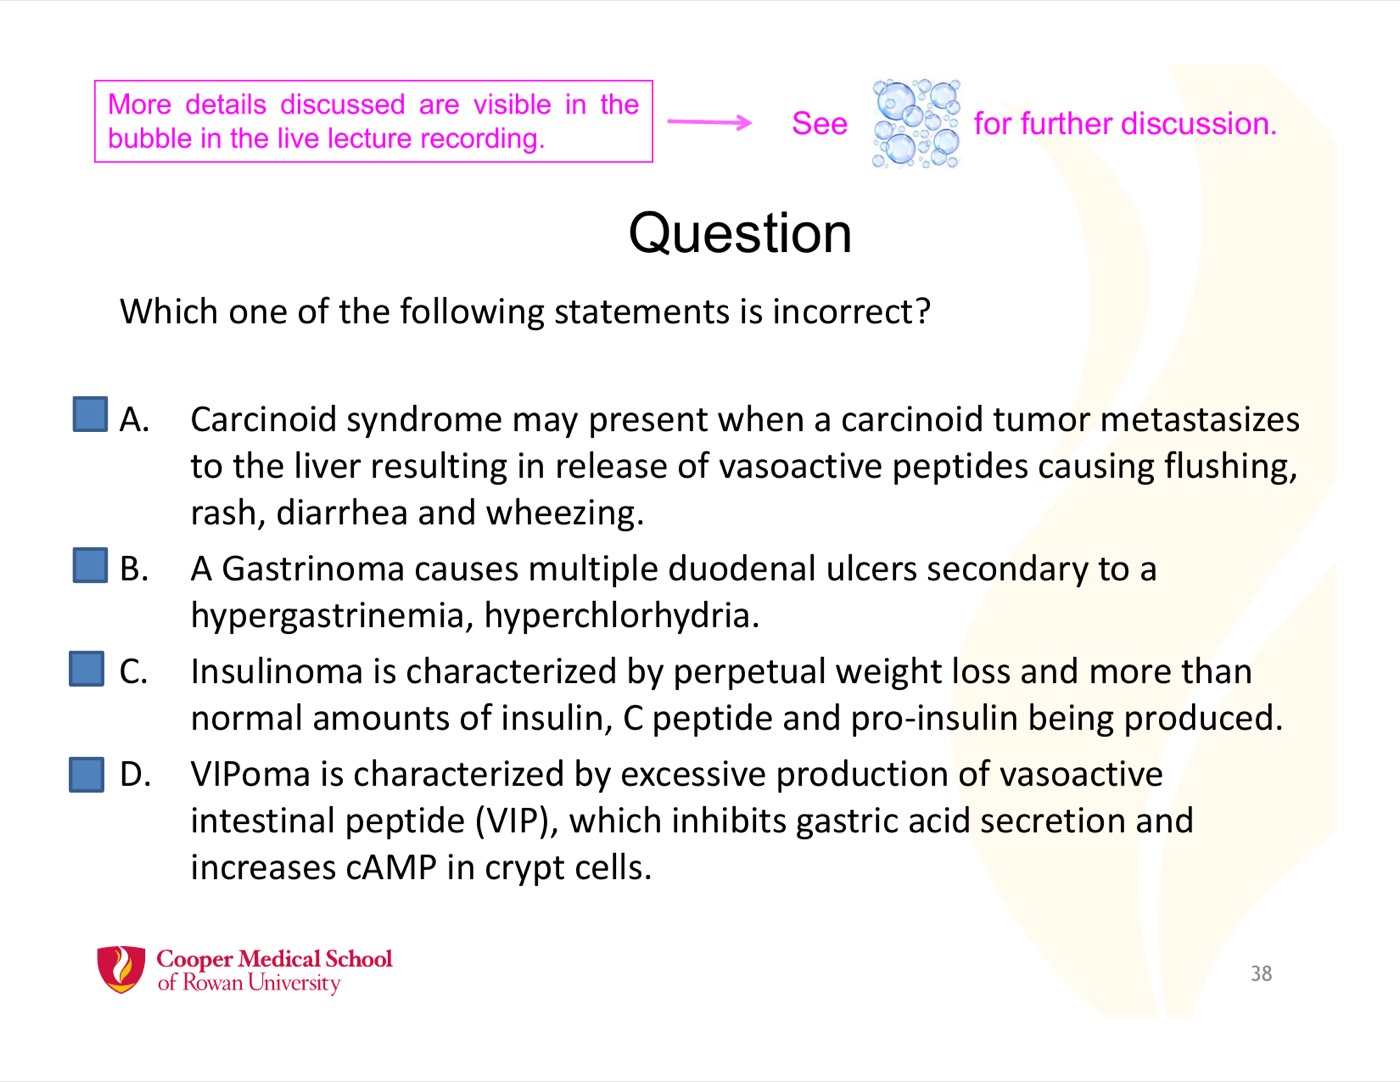 More details discussed are visible in the
bubble in the live lecture recording.
See for further discussion.
Question
Which one of the following statements is incorrect?
A. Carcinoid syndrome may present when a carcinoid tumor metastasizes
to the liver resulting in release of vasoactive peptides causing flushing,
rash, diarrhea and wheezing.
B. A Gastrinoma causes multiple duodenal ulcers secondary to a
hypergastrinemia, hyperchlorhydria.
C. Insulinoma is characterized by perpetual weight loss and more than
normal amounts of insulin, C peptide and pro-insulin being produced.
D. VIPoma is characterized by excessive production of vasoactive
intestinal peptide (VIP), which inhibits gastric acid secretion and
increases cAMP in crypt cells.
Cooper Medical School
of Rowan University
38